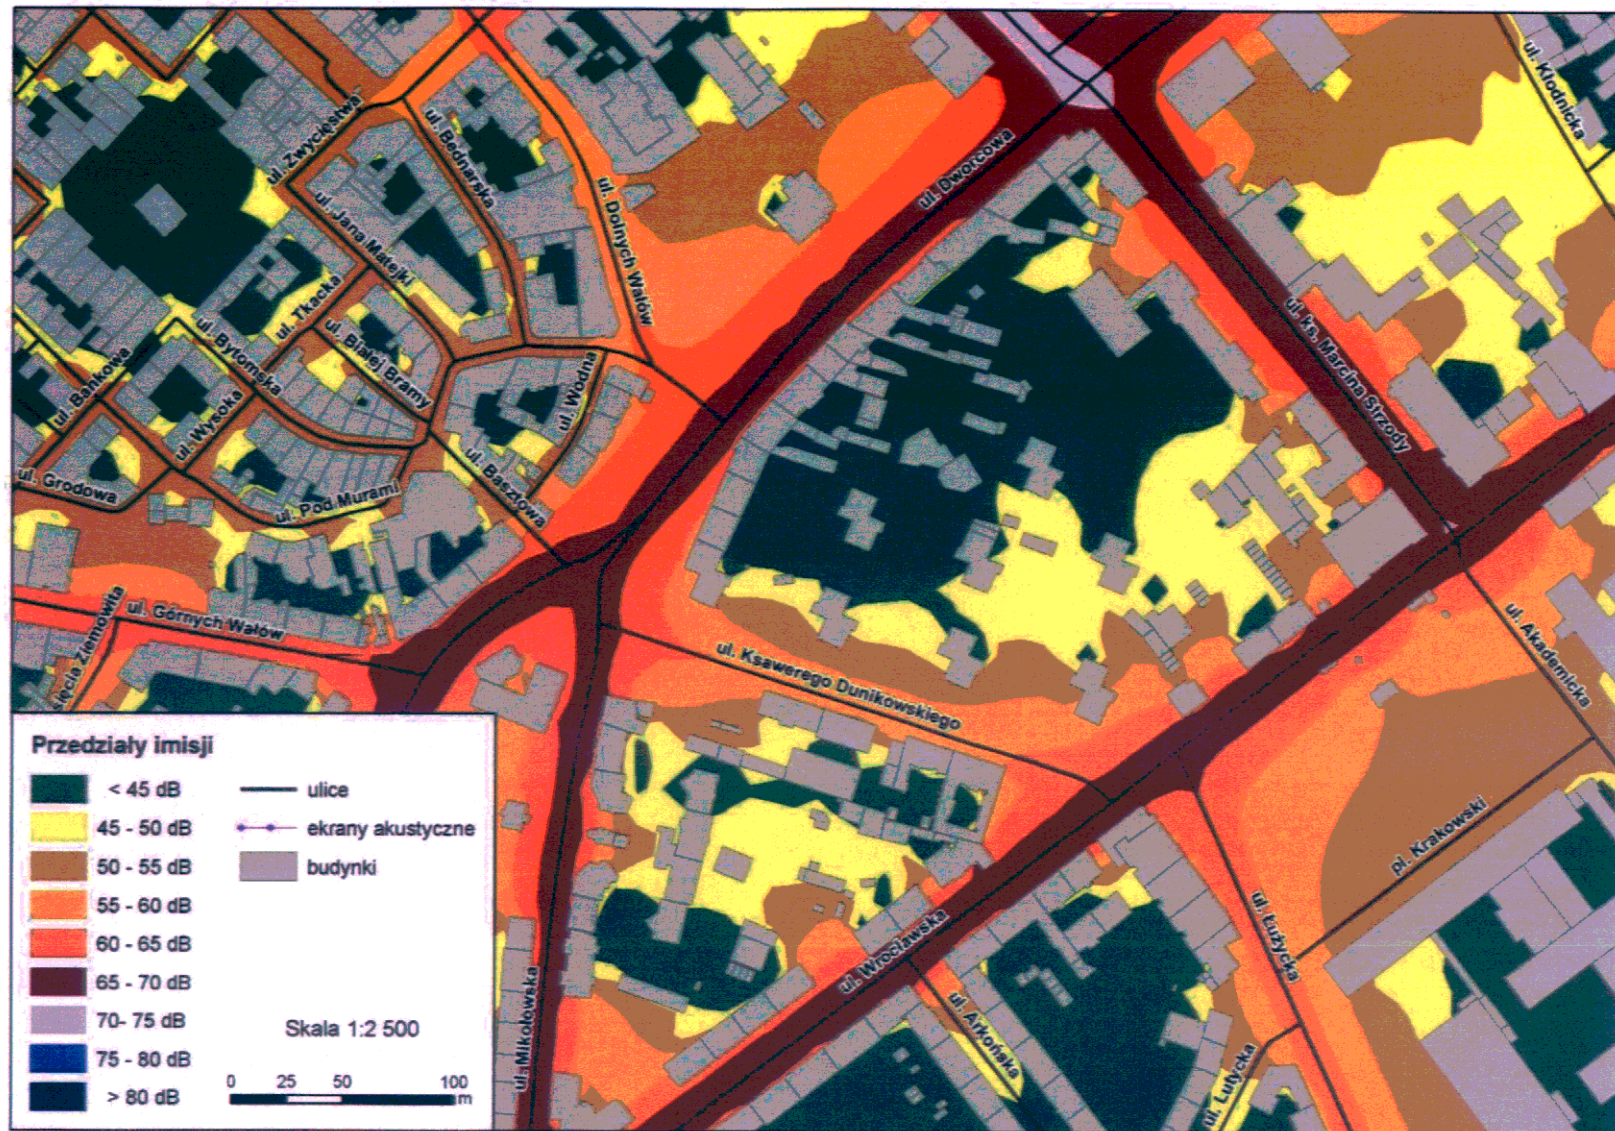 ul. Kłodnicka
ul. Zwycięstwa
ul. Bednarska
ul. Dworcowa
ul. Dolnych Wałów
ul. Jana Matejki
ul. Tkacka
ul. Białej Bramy
ul. Bytomska
ul. Bankowa
ul. Wysoka
ul. Wodna
ul. ks. Marcina Strzody
ul. Grodowa
ul. Pod Murami
ul. Basztowa
ul. Górnych Wałów
sięcia Ziemowita
ul. Ksawerego Dunikowskiego
ul. Akademicka
pl. Krakowski
ul. Łużycka
ul. Wrocławska
ul. Arkońska
ul. Mikołowska
ul. Łutycka
Przedziały imisji
< 45 dB
45 - 50 dB
50 - 55 dB
55 - 60 dB
60 - 65 dB
65 - 70 dB
70- 75 dB
75 - 80 dB
> 80 dB
ulice
ekrany akustyczne
budynki
Skala 1:2 500
0 25 50 100
m